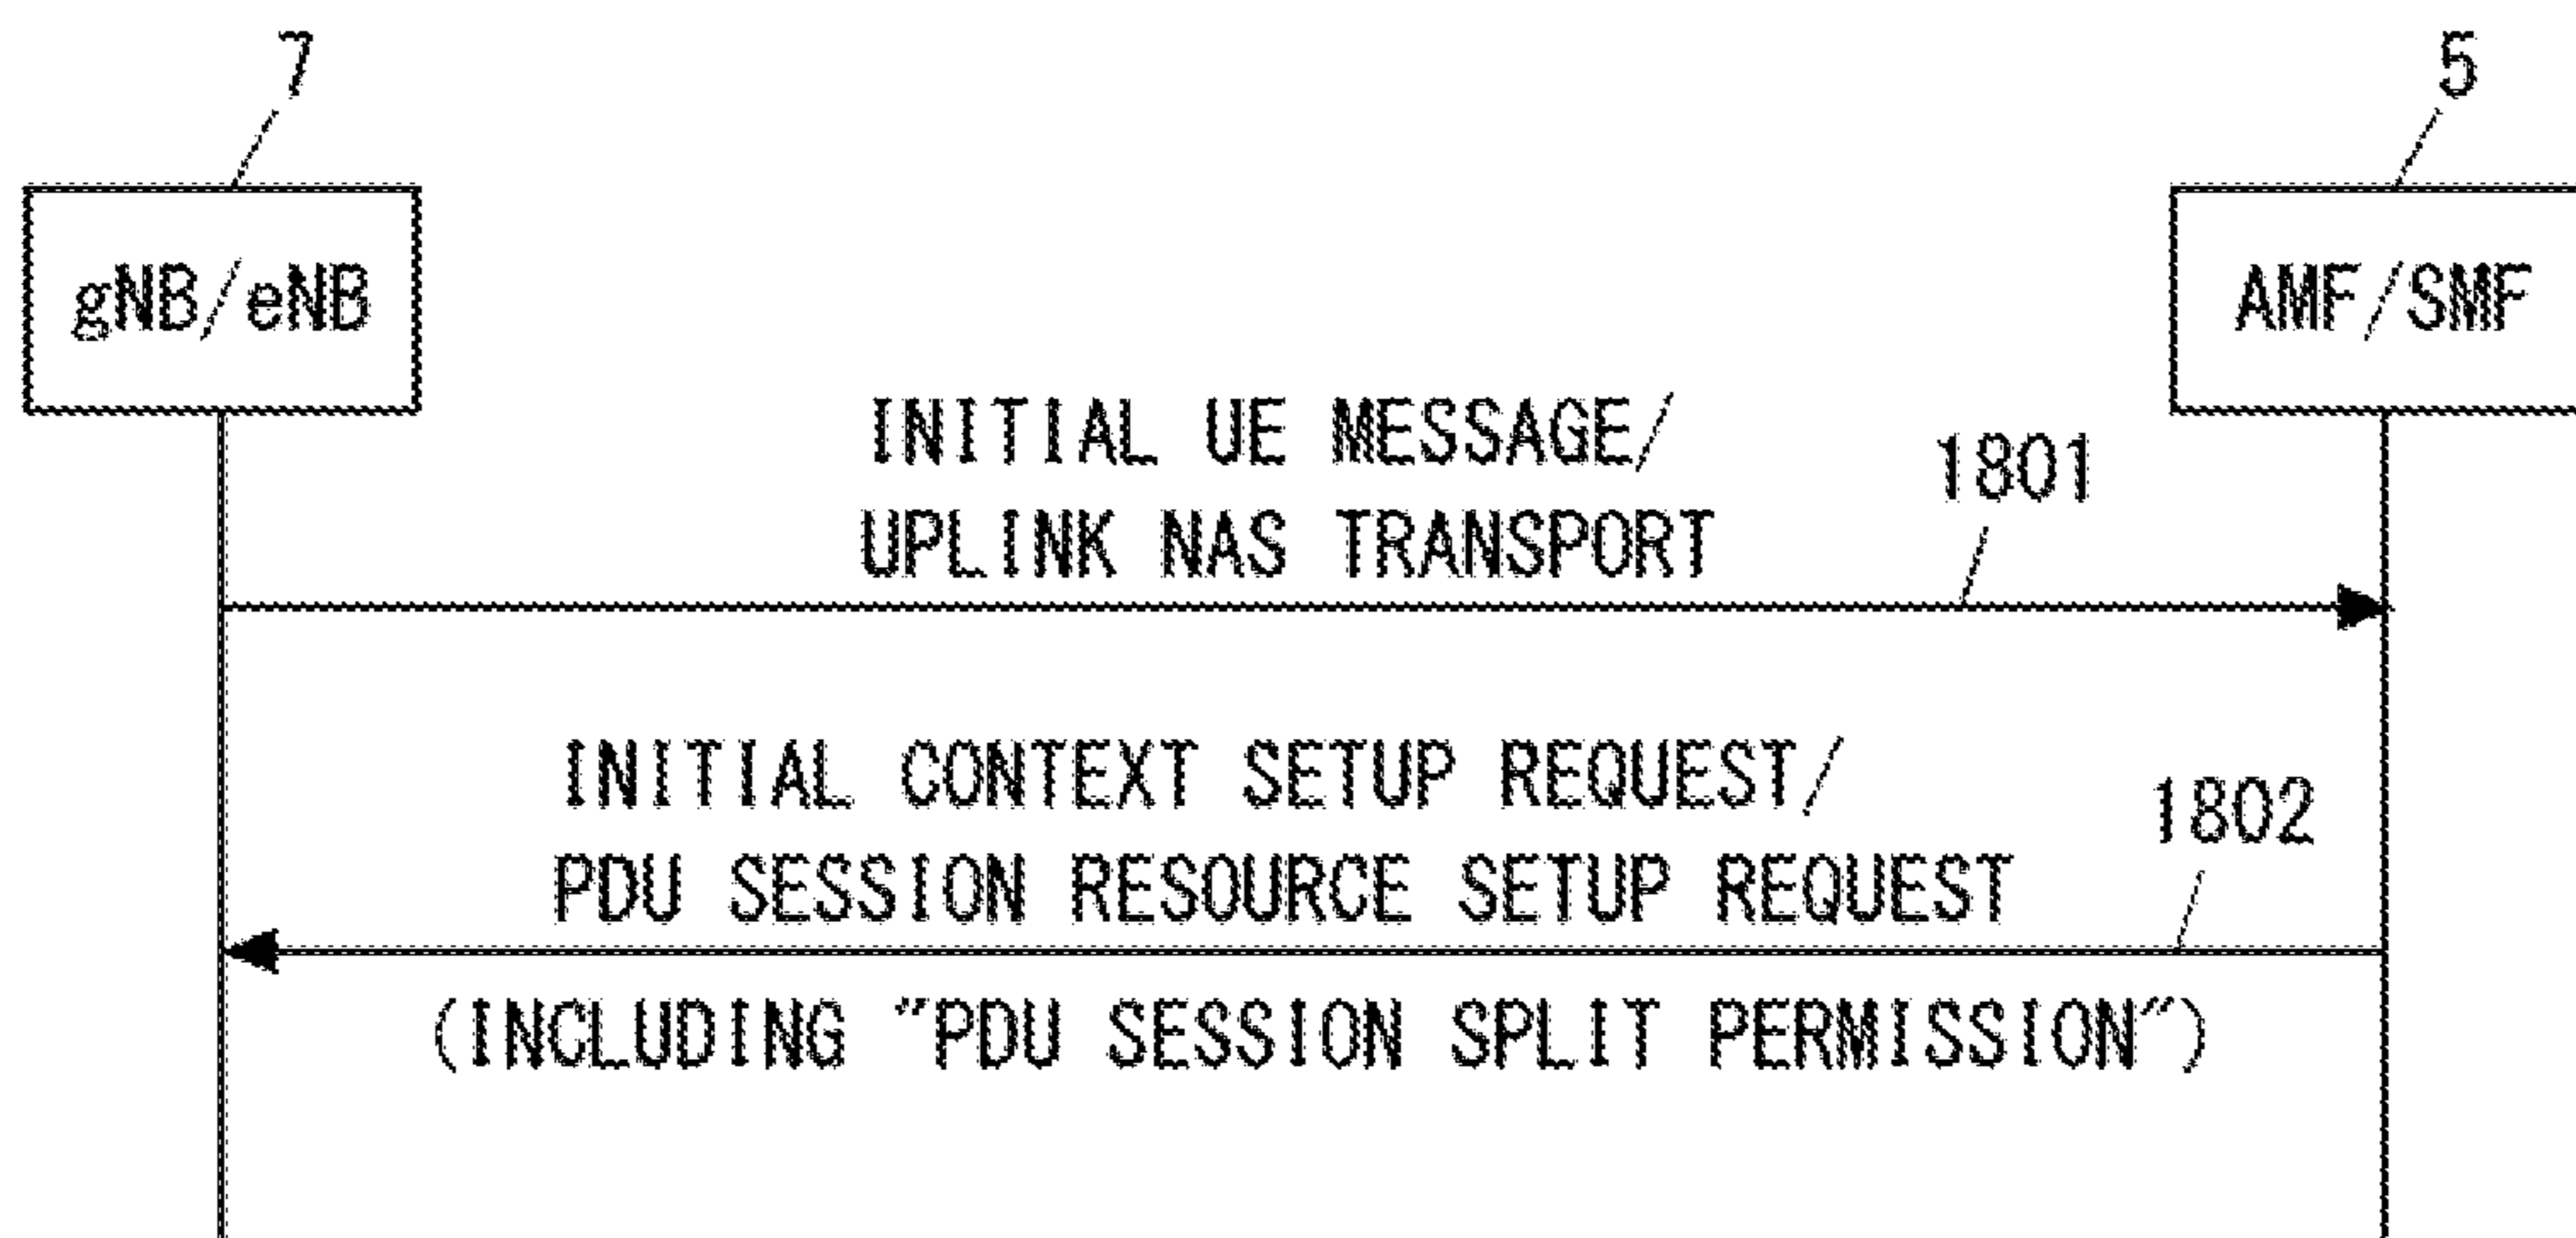 7
5
gNB/eNB
AMF/SMF
INITIAL UE MESSAGE/
UPLINK NAS TRANSPORT
1801
INITIAL CONTEXT SETUP REQUEST/
PDU SESSION RESOURCE SETUP REQUEST
1802
(INCLUDING "PDU SESSION SPLIT PERMISSION")